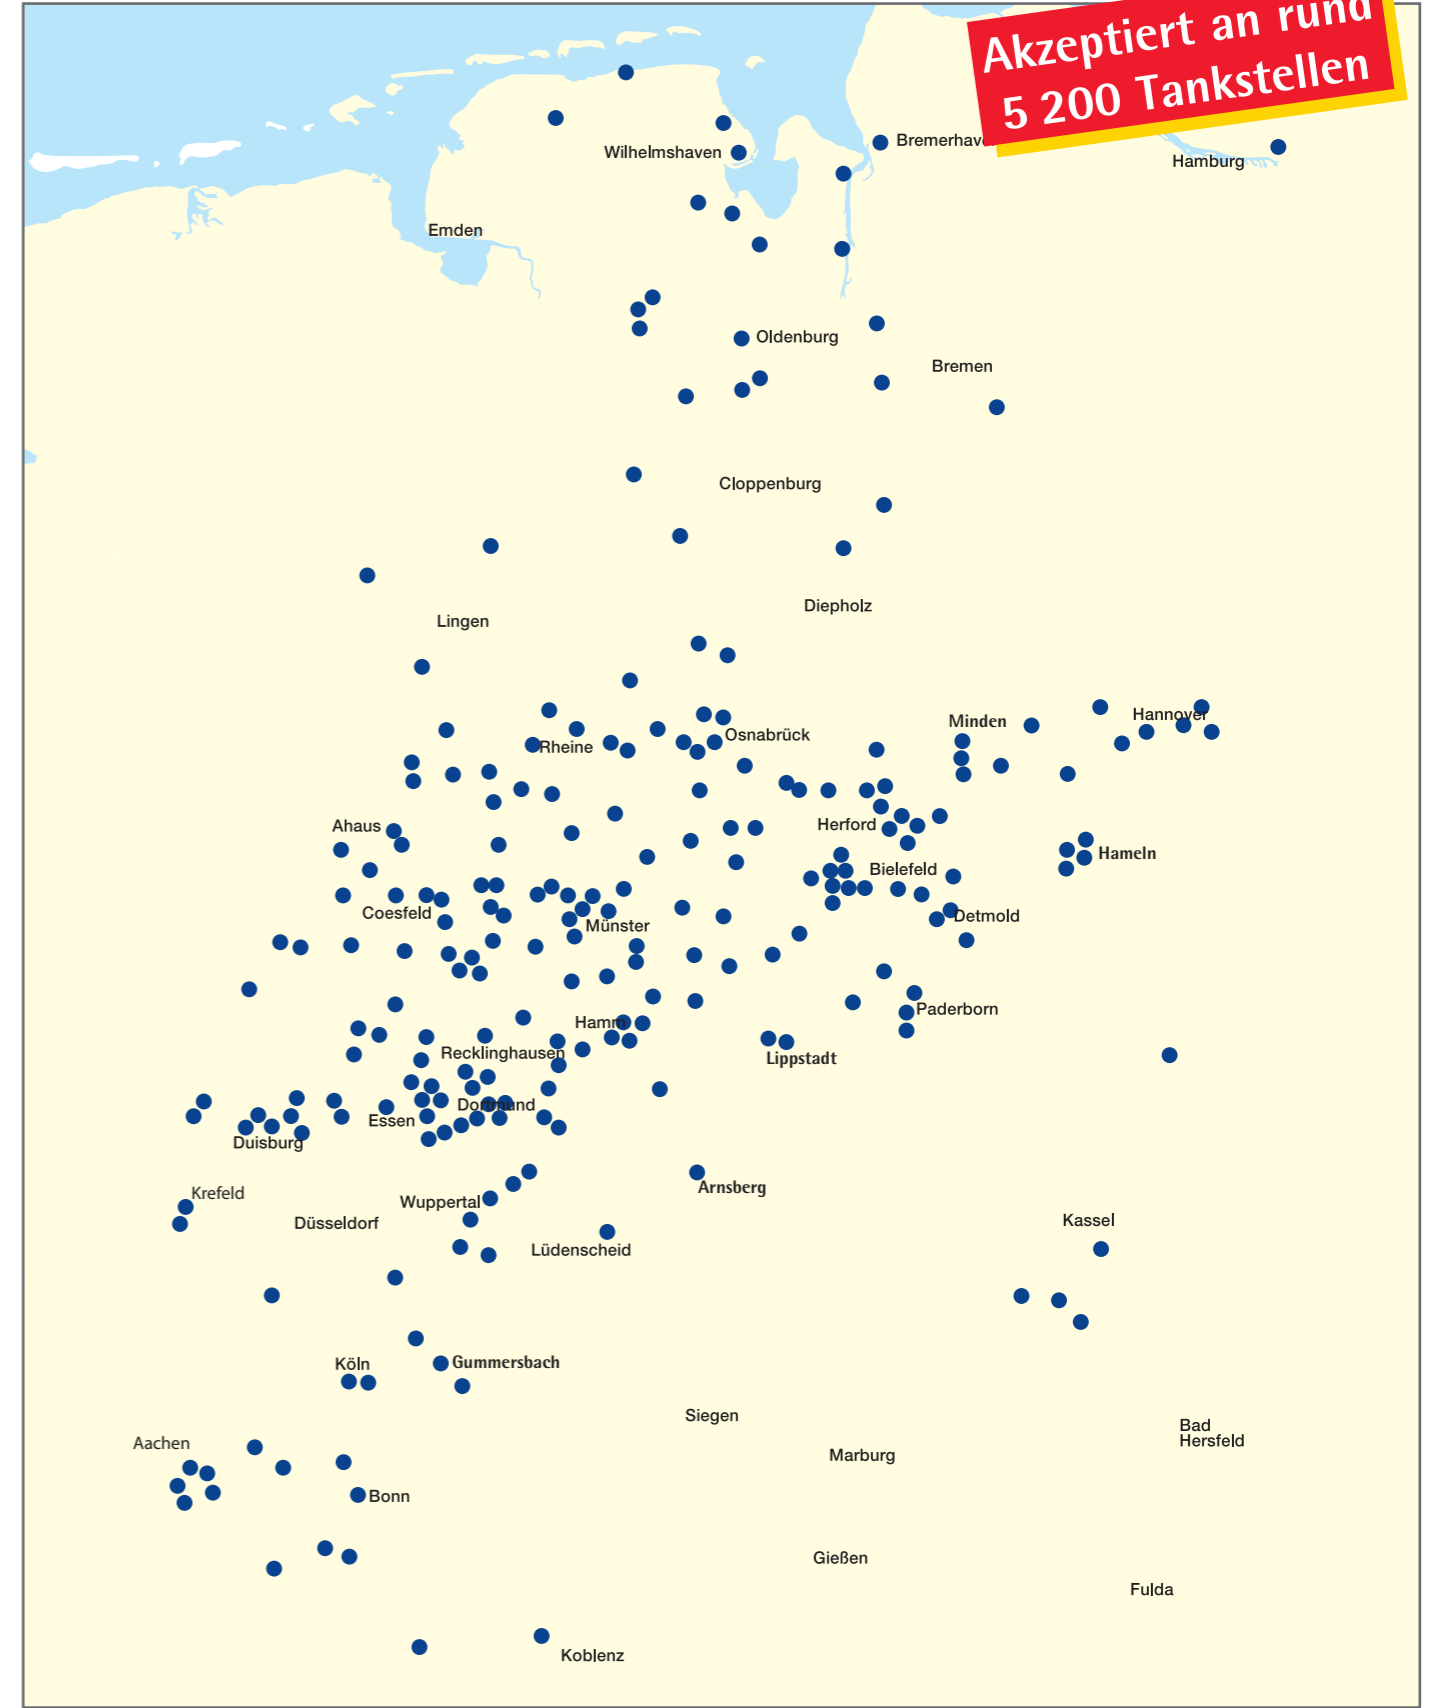 Akzeptiert an rund
5 200 Tankstellen
Bremerhave
Wilhelmshaven
Hamburg
Emden
Oldenburg
Bremen
Cloppenburg
Diepholz
Lingen
Minden
Hannover
Osnabrück
Rheine
Ahaus
Herford
Hameln
Bielefeld
Coesfeld
Detmold
Münster
Paderborn
Hamm
Recklinghausen
Lippstadt
Dortmund
Essen
Duisburg
Arnsberg
Krefeld
Wuppertal
Kassel
Düsseldorf
Lüdenscheid
Gummersbach
Köln
Siegen
Bad
Hersfeld
Aachen
Marburg
Bonn
Gießen
Fulda
Koblenz